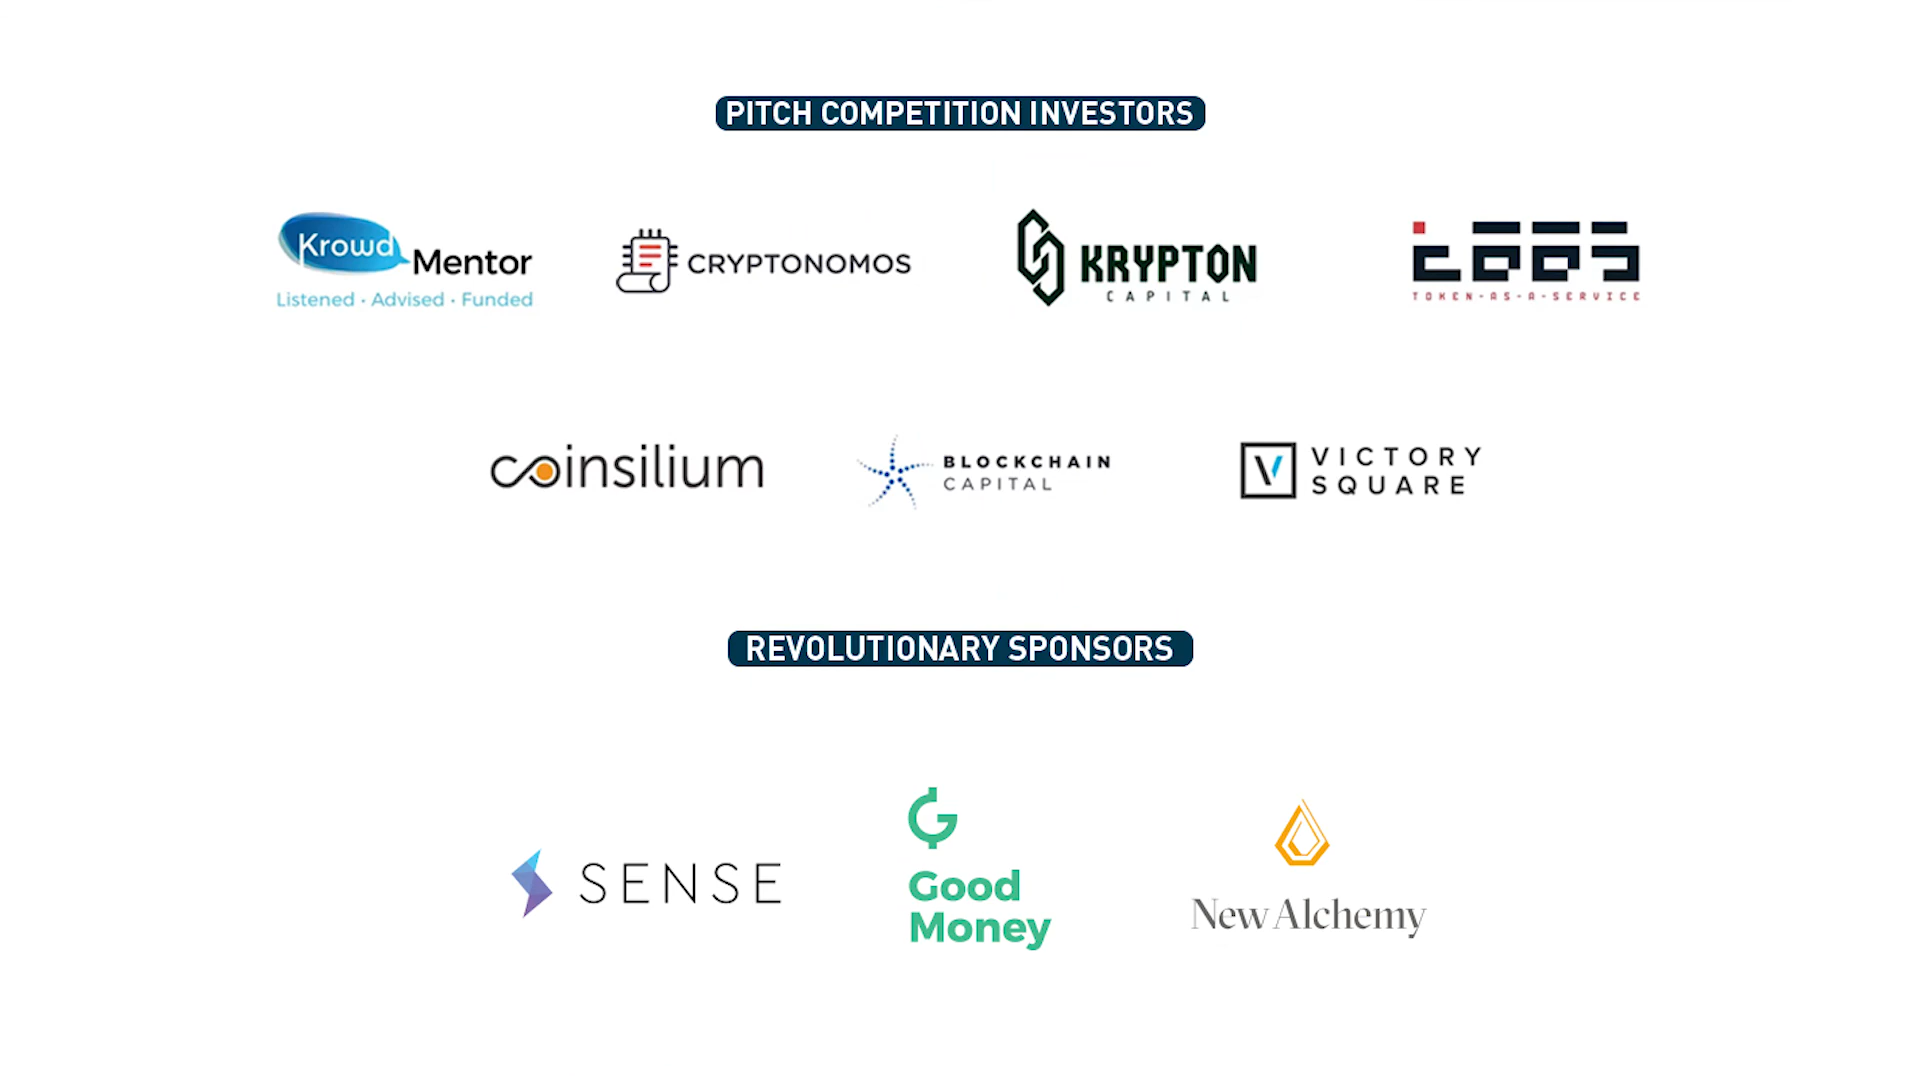 PITCH COMPETITION INVESTORS
Krowd Mentor
Listened · Advised · Funded
CRYPTONOMOS
KRYPTON
CAPITAL
taas
TOKEN-AS-A-SERVICE
coinsilium
BLOCKCHAIN
CAPITAL
VICTORY
SQUARE
REVOLUTIONARY SPONSORS
SENSE
Good
Money
New Alchemy